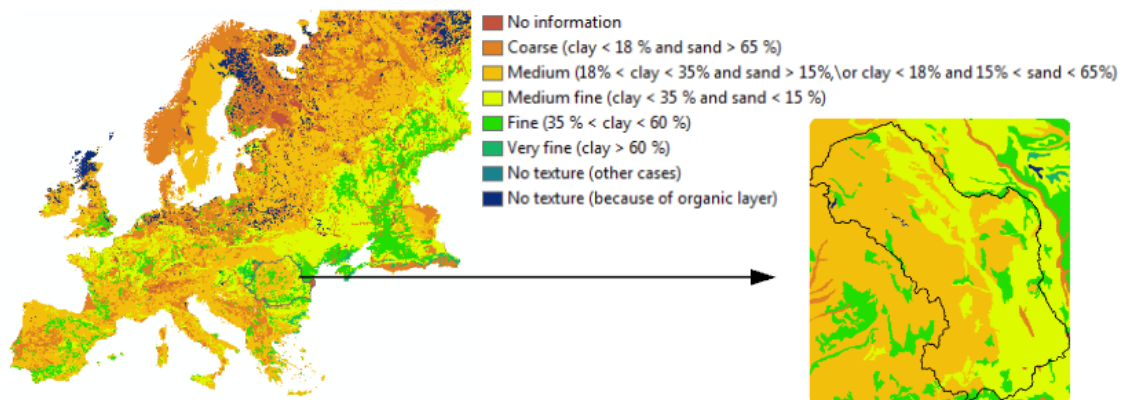 No information
Coarse (clay < 18 % and sand > 65 %)
Medium (18% < clay < 35% and sand > 15%,\or clay < 18% and 15% < sand < 65%)
Medium fine (clay < 35 % and sand < 15 %)
Fine (35 % < clay < 60 %)
Very fine (clay > 60 %)
No texture (other cases)
No texture (because of organic layer)